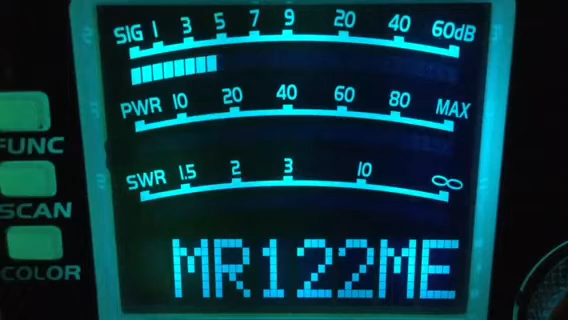 SIG 1 3 5 7 9 20 40 60dB
PWR 10 20 40 60 80 MAX
FUNC
SWR 1.5 2 3 10 ∞
SCAN
COLOR
MR122ME